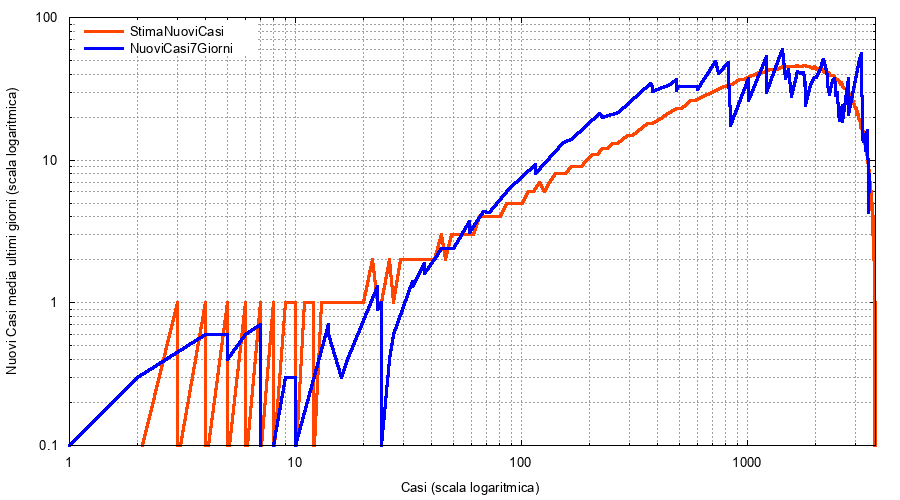 100
StimaNuoviCasi
NuoviCasi7Giorni
10
1
0.1
Nuovi Casi media ultimi giorni (scala logaritmica)
1
10
100
1000
Casi (scala logaritmica)